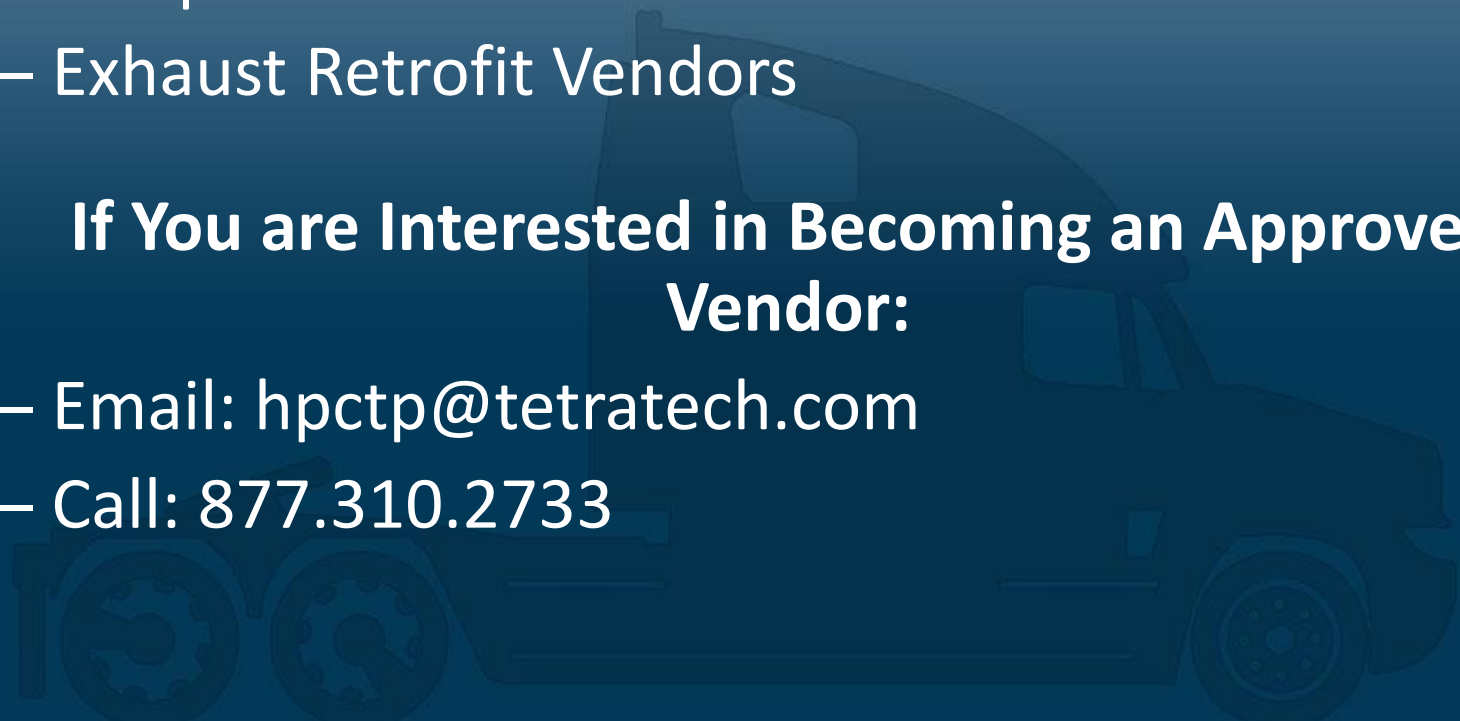 – Exhaust Retrofit Vendors
If You are Interested in Becoming an Approve
Vendor:
– Email: hpctp@tetratech.com
– Call: 877.310.2733